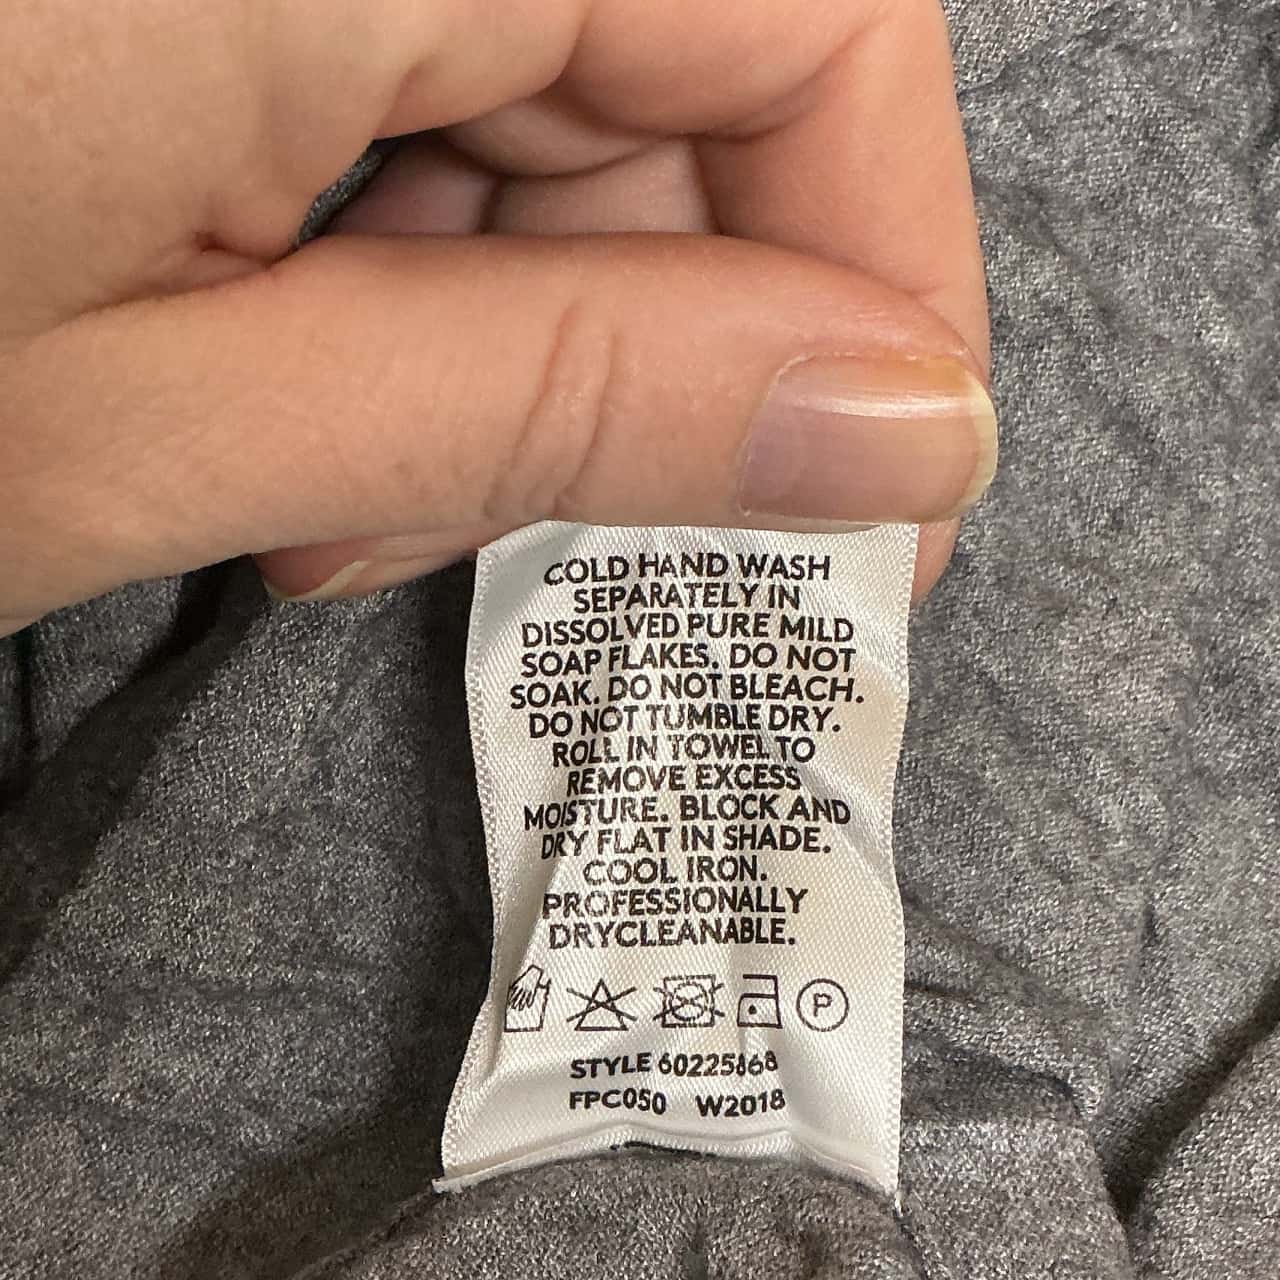 COLD HAND WASH
SEPARATELY IN
DISSOLVED PURE MILD
SOAP FLAKES. DO NOT
SOAK. DO NOT BLEACH.
DO NOT TUMBLE DRY.
ROLL IN TOWEL TO
REMOVE EXCESS
MOISTURE. BLOCK AND
DRY FLAT IN SHADE.
COOL IRON.
PROFESSIONALLY
DRYCLEANABLE.
P
STYLE 60225868
FPC050 W2018